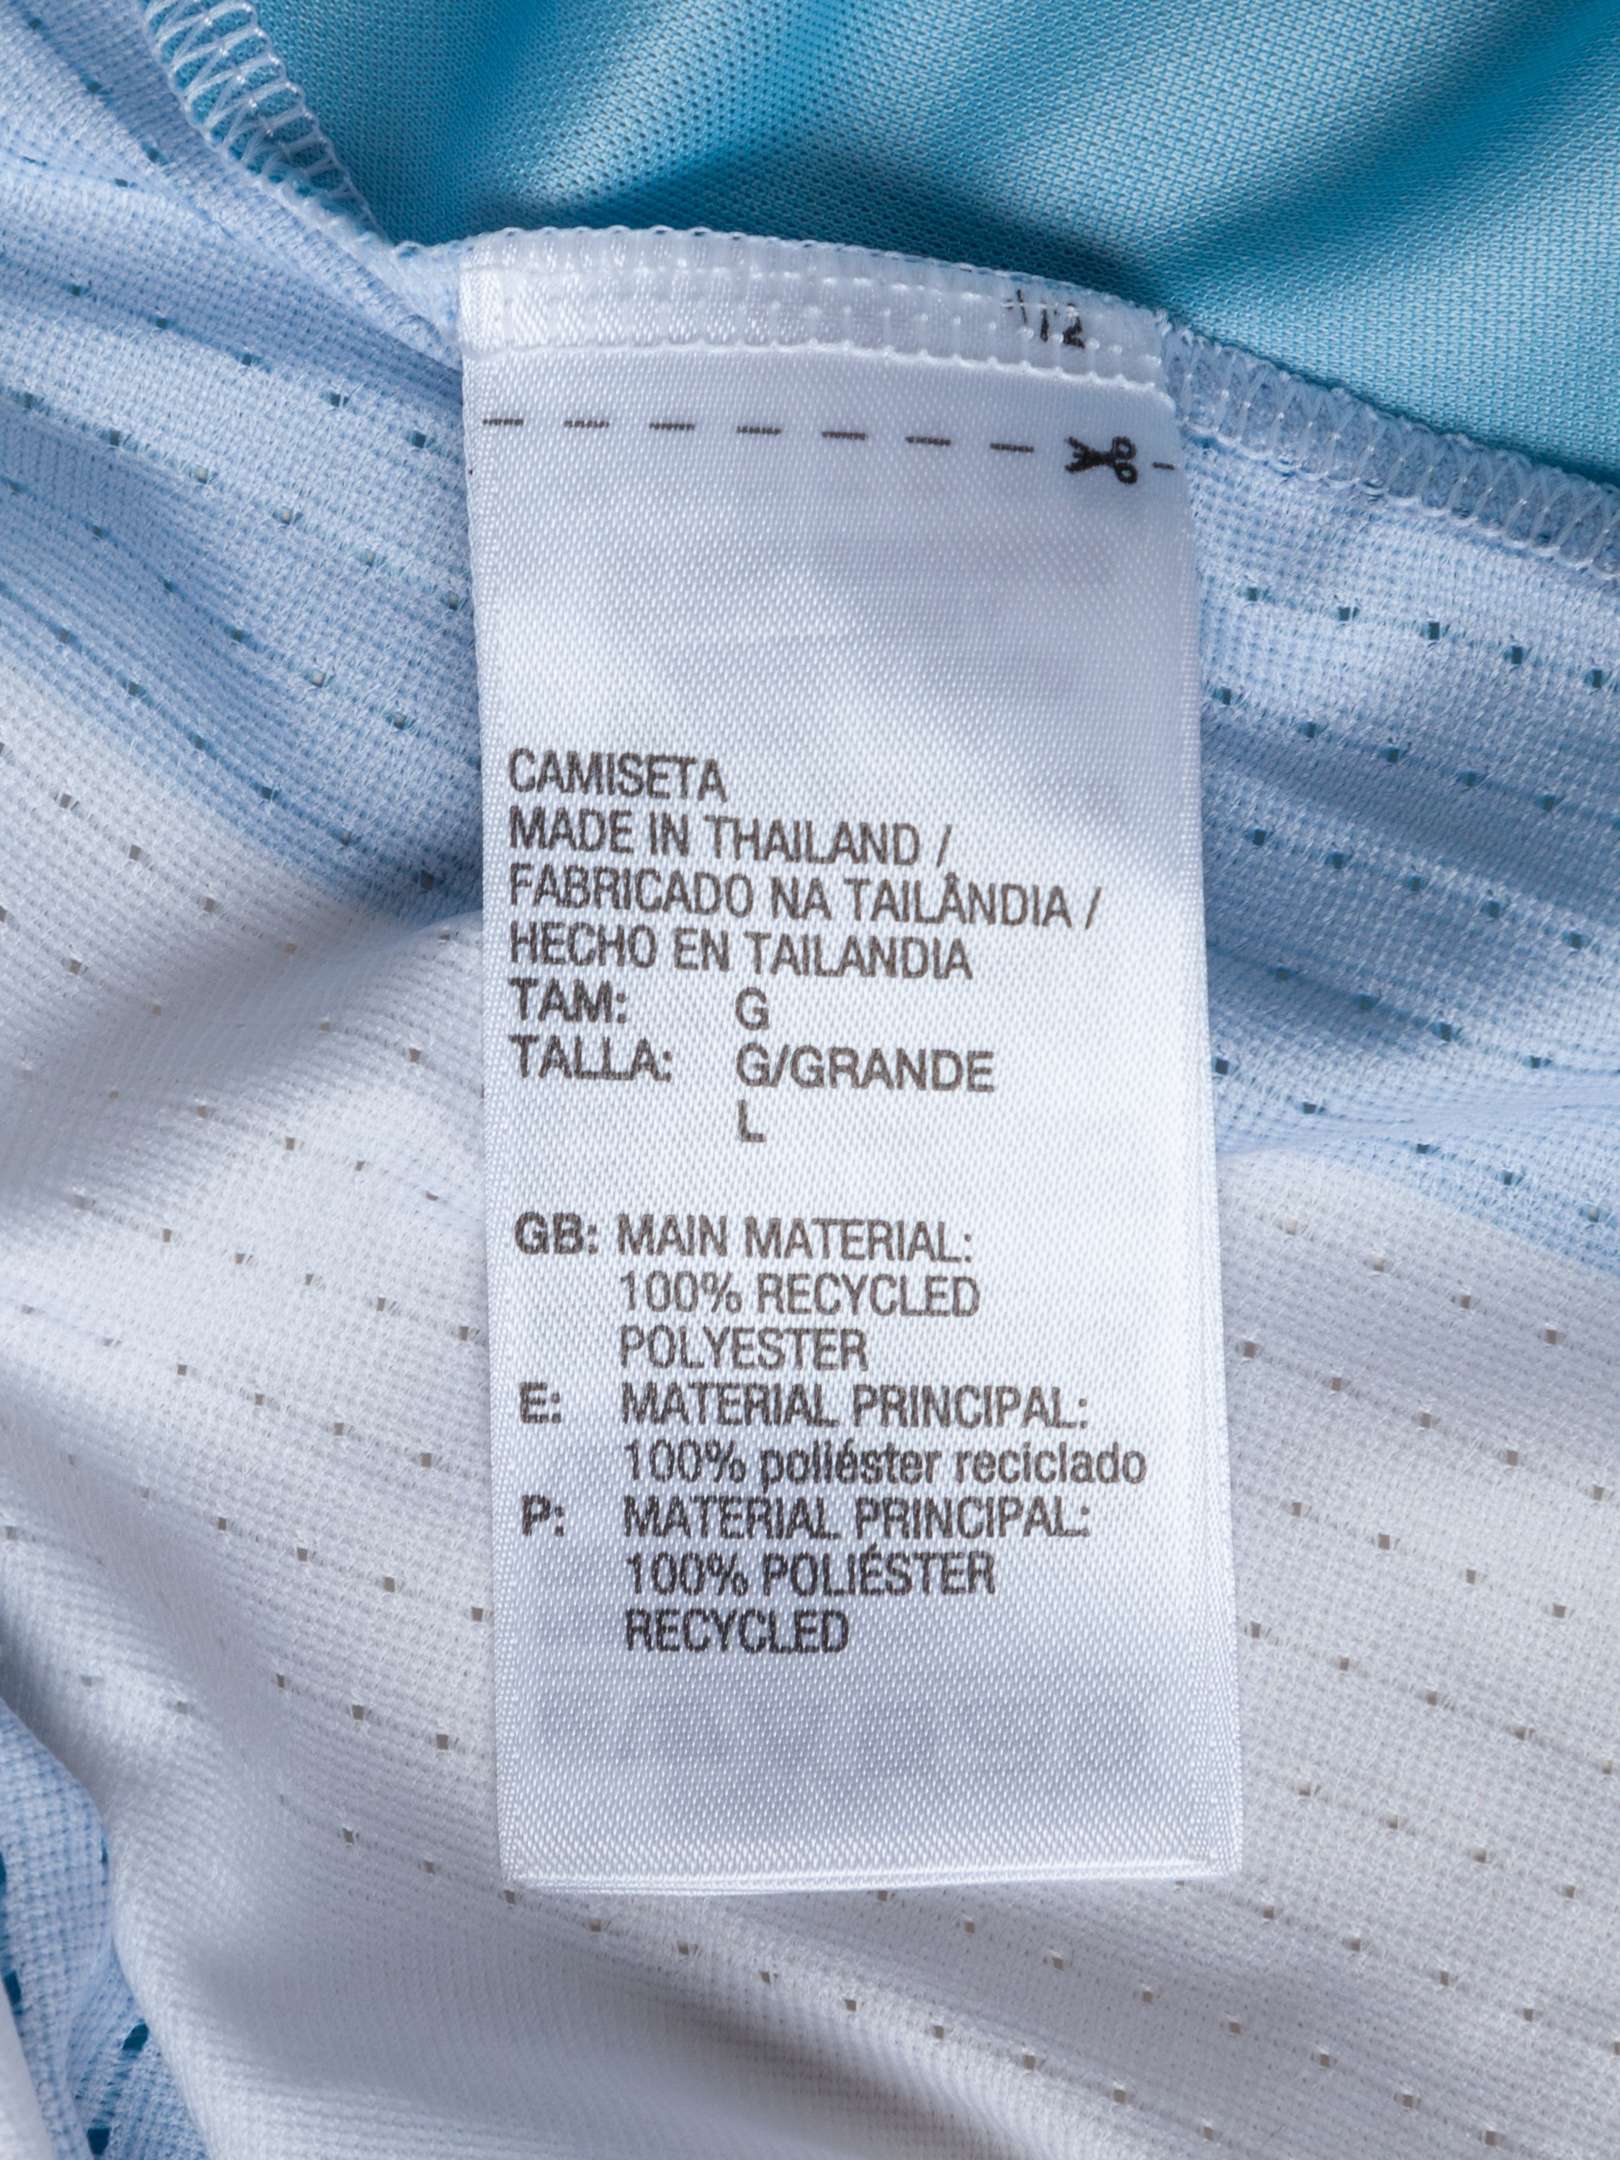 CAMISETA
MADE IN THAILAND /
FABRICADO NA TAILÂNDIA /
HECHO EN TAILANDIA
TAM: G
TALLA: G/GRANDE
L
GB: MAIN MATERIAL:
100% RECYCLED
POLYESTER
E: MATERIAL PRINCIPAL:
100% poliéster reciclado
P: MATERIAL PRINCIPAL:
100% POLIÉSTER
RECYCLED